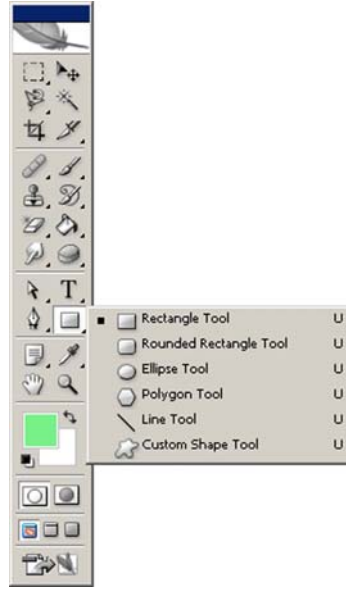 T
Rectangle Tool U
Rounded Rectangle Tool U
Ellipse Tool U
Polygon Tool U
Line Tool U
Custom Shape Tool U